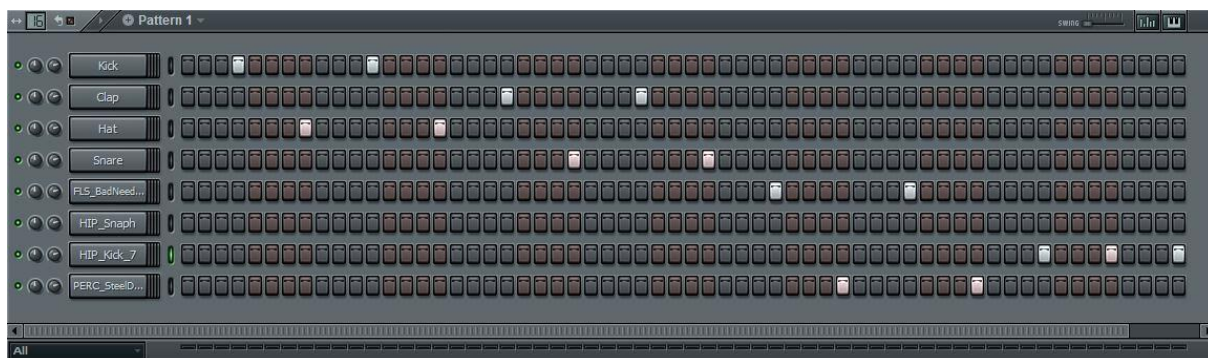 16 Pattern 1 SWING
Kick
Clap
Hat
Snare
FLS_BadNeed...
HIP_Snaph
HIP_Kick_7
PERC_SteelD...
All